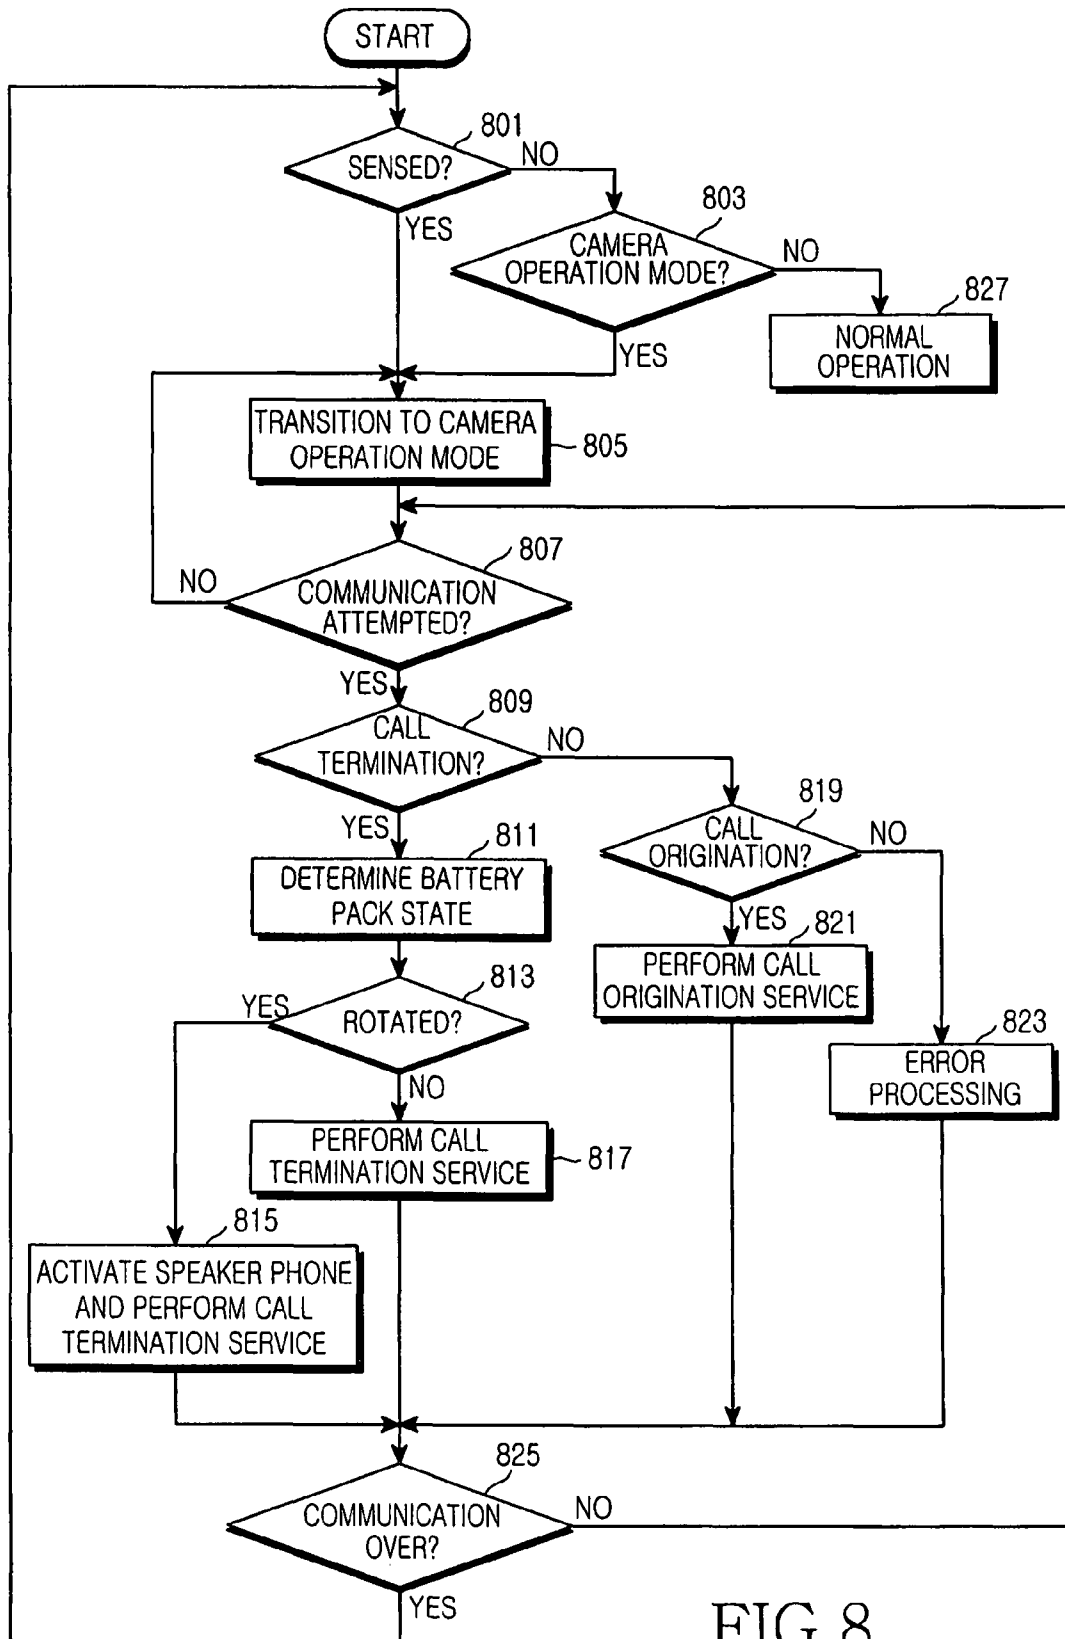 START
801
SENSED?
NO
YES
803
CAMERA
OPERATION MODE?
NO
YES
827
NORMAL
OPERATION
TRANSITION TO CAMERA
OPERATION MODE
805
807
NO
COMMUNICATION
ATTEMPTED?
YES
809
CALL
TERMINATION?
NO
YES
811
819
CALL
ORIGINATION?
NO
DETERMINE BATTERY
PACK STATE
YES
821
PERFORM CALL
ORIGINATION SERVICE
813
YES
ROTATED?
NO
823
ERROR
PROCESSING
PERFORM CALL
TERMINATION SERVICE
817
815
ACTIVATE SPEAKER PHONE
AND PERFORM CALL
TERMINATION SERVICE
825
COMMUNICATION
OVER?
NO
YES
FIG.8